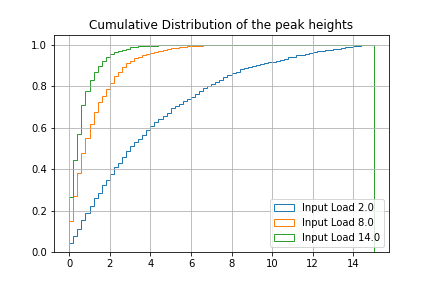 Cumulative Distribution of the peak heights
1.0
0.8
0.6
0.4
0.2
0.0
0 2 4 6 8 10 12 14
Input Load 2.0
Input Load 8.0
Input Load 14.0